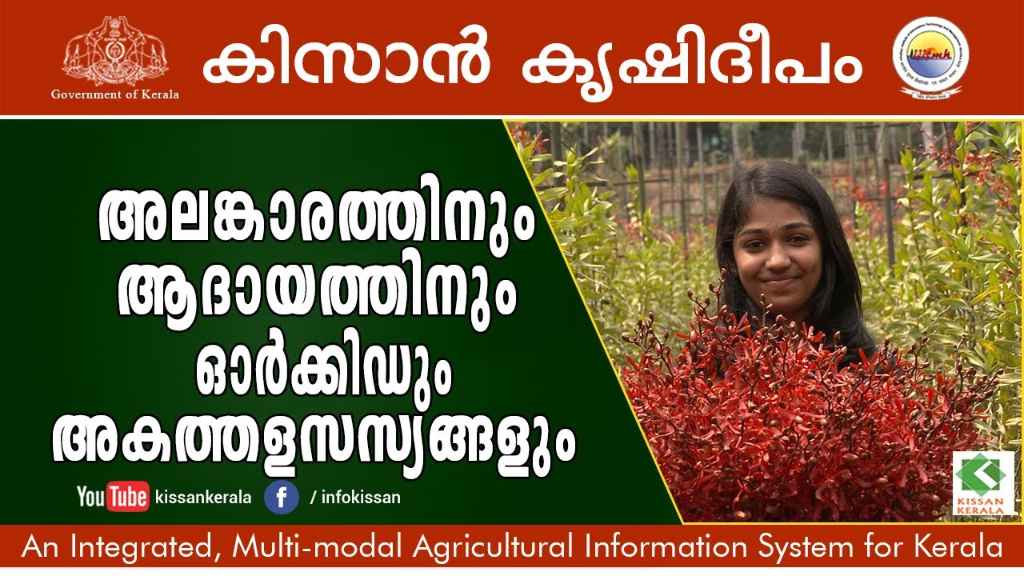 കിസാൻ കൃഷിദീപം
Government of Kerala
അലങ്കാരത്തിനും
ആദായത്തിനും
ഓർക്കിഡും
അകത്തളസസ്യങ്ങളും
YouTube kissankerala f / infokissan
KISSAN
KERALA
An Integrated, Multi-modal Agricultural Information System for Kerala